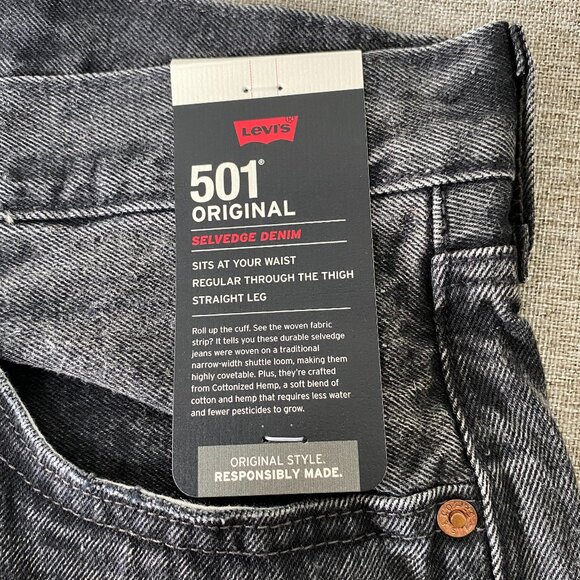 Levi's®
501®
ORIGINAL
SELVEDGE DENIM
SITS AT YOUR WAIST
REGULAR THROUGH THE THIGH
STRAIGHT LEG
Roll up the cuff. See the woven fabric
strip? It tells you these durable selvedge
jeans were woven on a traditional
narrow-width shuttle loom, making them
highly covetable. Plus, they're crafted
from Cottonized Hemp, a soft blend of
cotton and hemp that requires less water
and fewer pesticides to grow.
ORIGINAL STYLE.
RESPONSIBLY MADE.